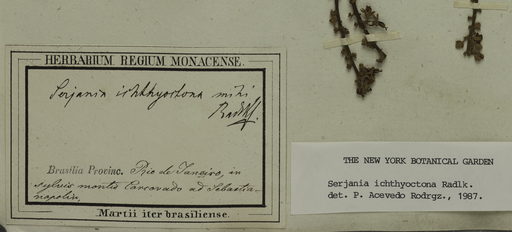 HERBARIUM REGIUM MONACENSE.
Serjania ichthyoctona mihi
Radlk.
Brasilia Provinc. Rio de Janeiro, in
sylvis montis Corcovado ad Sebastia-
nopolin,
Martii iter brasiliense.
THE NEW YORK BOTANICAL GARDEN
Serjania ichthyoctona Radlk.
det. P. Acevedo Rodrgz., 1987.